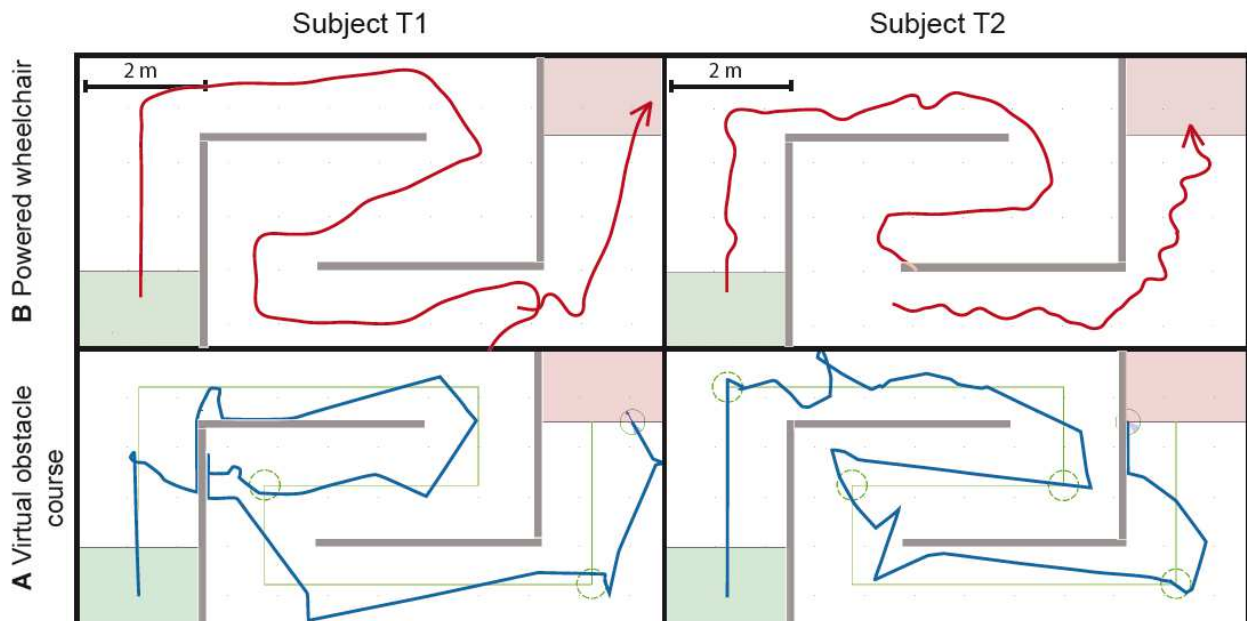 Subject T1
Subject T2
B Powered wheelchair
2 m
2 m
A Virtual obstacle
course